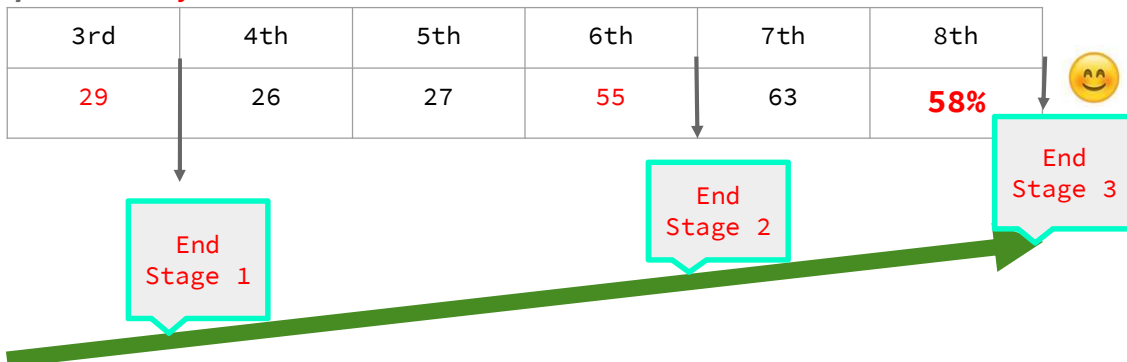 3rd 4th 5th 6th 7th 8th
29 26 27 55 63 58%
End
Stage 1
End
Stage 2
End
Stage 3